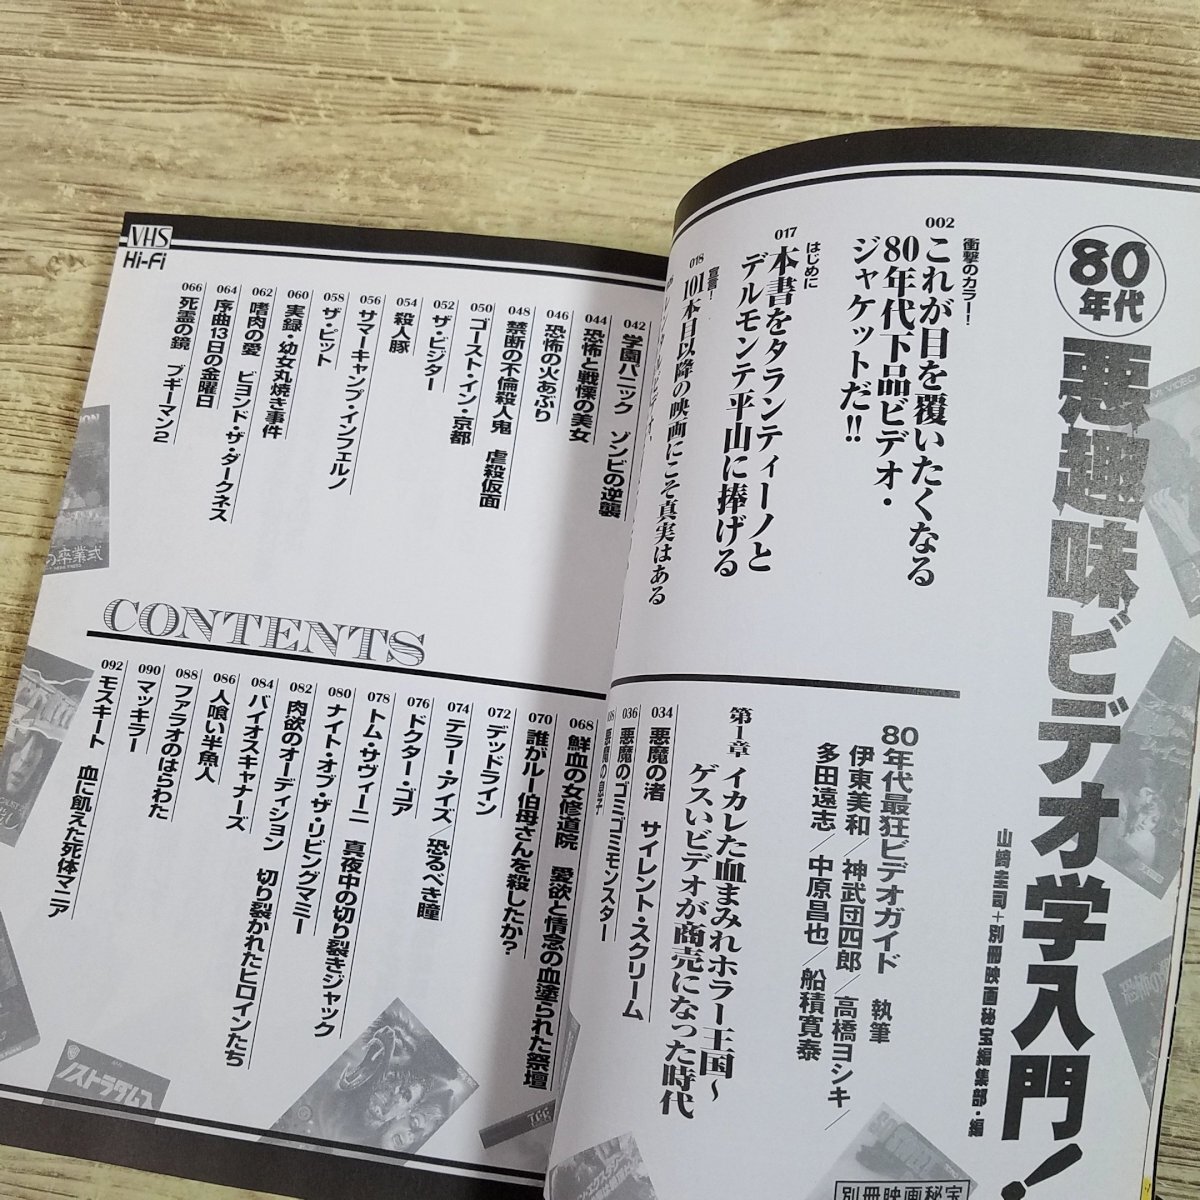 80年代
悪趣味ビデオ学入門!
山崎圭司+別冊映画秘宝編集部・編
衝撃のカラー!
002
これが目を覆いたくなる
80年代下品ビデオ・
ジャケットだ!!
はじめに
017
本書をタランティーノと
デルモンテ平山に捧げる
宣言!
018
101本目以降の映画にこそ真実はある
80年代最狂ビデオガイド 執筆
伊東美和/神武団四郎/高橋ヨシキ/
多田遠志/中原昌也/船積寛泰
第1章 イカレた血まみれホラー王国~
ゲスいビデオが商売になった時代
034
悪魔の渚 サイレント・スクリーム
036
悪魔のゴミゴミモンスター
別冊映画秘宝
VHS
Hi-Fi
042
学園パニック ゾンビの逆襲
044
恐怖と戦慄の美女
046
恐怖の火あぶり
048
禁断の不倫殺人鬼 虐殺仮面
050
ゴースト・イン・京都
052
ザ・ビジター
054
殺人豚
056
サマーキャンプ・インフェルノ
058
ザ・ピット
060
実録・幼女丸焼き事件
062
嗜肉の愛 ビヨンド・ザ・ダークネス
064
序曲13日の金曜日
066
死霊の鏡 ブギーマン2
CONTENTS
068
鮮血の女修道院 愛欲と情念の血塗られた祭壇
070
誰がルー伯母さんを殺したか?
072
デッドライン
074
テラー・アイズ/恐るべき瞳
076
ドクター・ゴア
078
トム・サヴィーニ 真夜中の切り裂きジャック
080
ナイト・オブ・ザ・リビングマミー
082
肉欲のオーディション 切り裂かれたヒロインたち
084
バイオスキャナーズ
086
人喰い半魚人
088
ファラオのはらわた
090
マッキラー
092
モスキート 血に飢えた死体マニア
卒業式
ノストラダムス